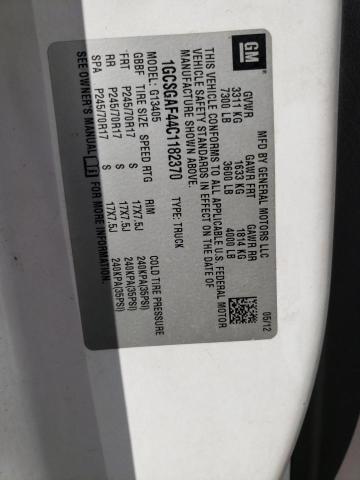 GM
MFD BY GENERAL MOTORS LLC
05/12
GVWR GAWR FRT GAWR RR
3311 KG 1633 KG 1814 KG
7300 LB 3600 LB 4000 LB
THIS VEHICLE CONFORMS TO ALL APPLICABLE U.S. FEDERAL MOTOR
VEHICLE SAFETY STANDARDS IN EFFECT ON THE DATE OF
MANUFACTURE SHOWN ABOVE.
1GCSGAF44C1182370 TYPE: TRUCK
MODEL: G13405
GBBF TIRE SIZE SPEED RTG RIM COLD TIRE PRESSURE
FRT P245/70R17 S 17X7.5J 240KPA(35PSI)
RR P245/70R17 S 17X7.5J 240KPA(35PSI)
SPA P245/70R17 S 17X7.5J 240KPA(35PSI)
SEE OWNER'S MANUAL